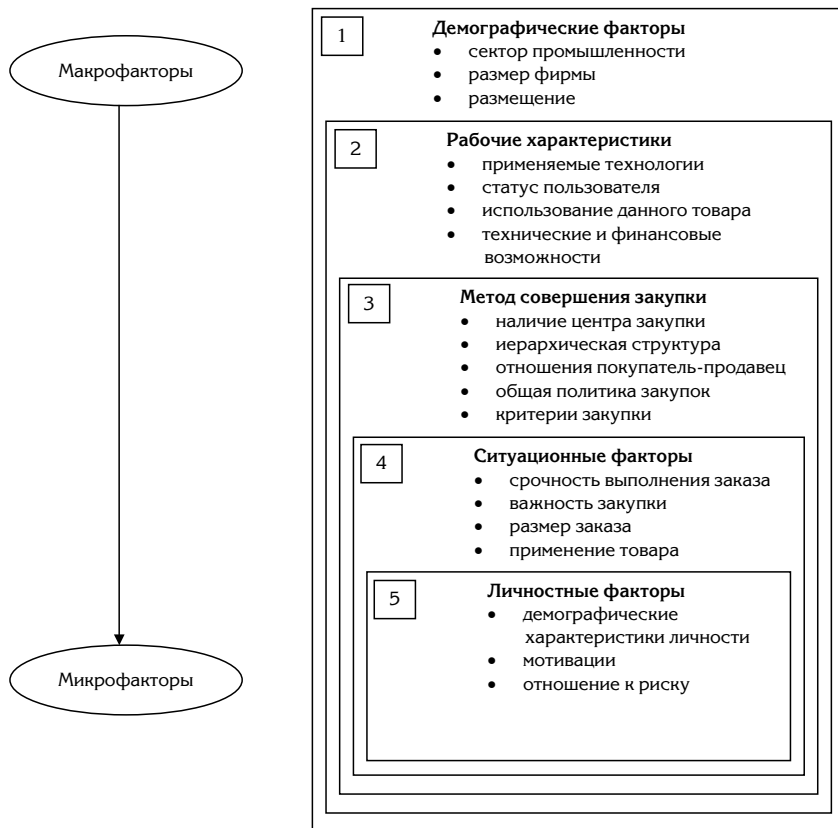 Макрофакторы
Микрофакторы
1
Демографические факторы
• сектор промышленности
• размер фирмы
• размещение
2
Рабочие характеристики
• применяемые технологии
• статус пользователя
• использование данного товара
• технические и финансовые
возможности
3
Метод совершения закупки
• наличие центра закупки
• иерархическая структура
• отношения покупатель-продавец
• общая политика закупок
• критерии закупки
4
Ситуационные факторы
• срочность выполнения заказа
• важность закупки
• размер заказа
• применение товара
5
Личностные факторы
• демографические
характеристики личности
• мотивации
• отношение к риску